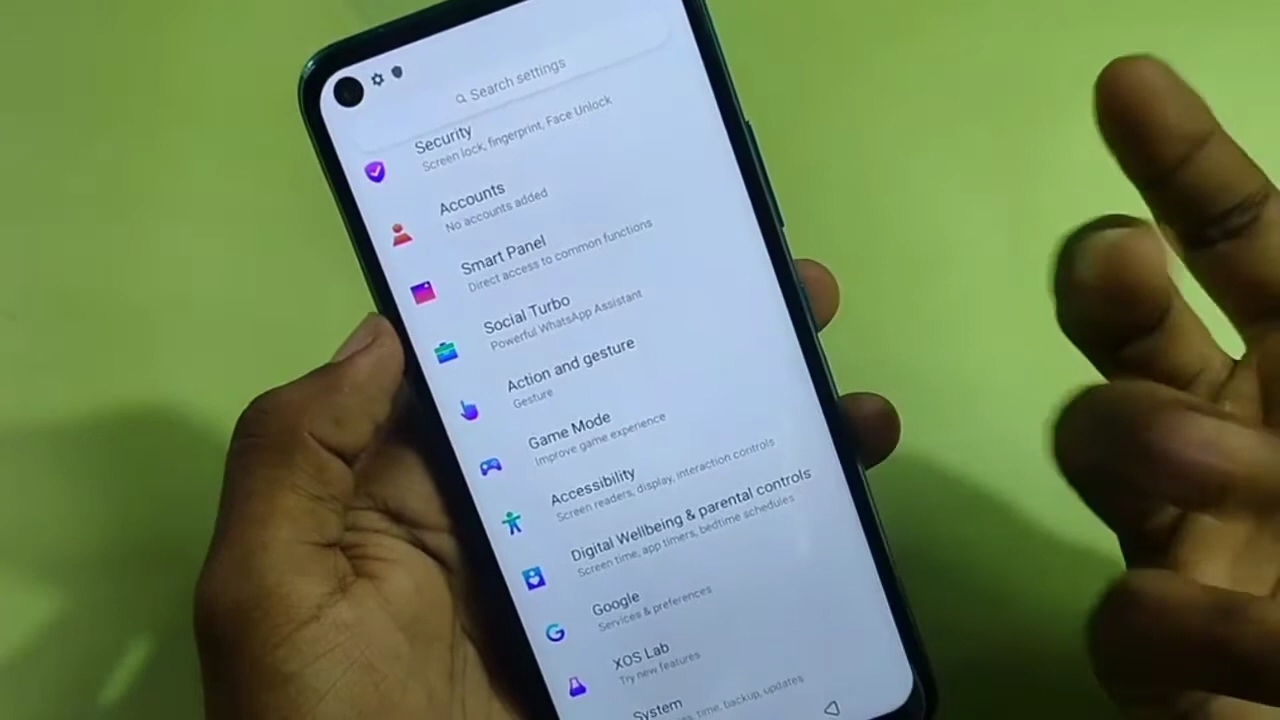 Search settings
Security
Screen lock, fingerprint, Face Unlock
Accounts
No accounts added
Smart Panel
Direct access to common functions
Social Turbo
Powerful WhatsApp Assistant
Action and gesture
Gesture
Game Mode
Improve game experience
Accessibility
Screen readers, display, interaction controls
Digital Wellbeing & parental controls
Screen time, app timers, bedtime schedules
Google
Services & preferences
XOS Lab
Try new features
System
time, backup, updates